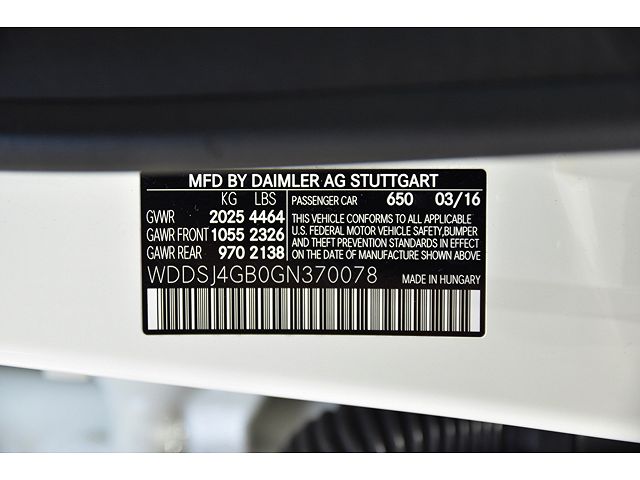 MFD BY DAIMLER AG STUTTGART
KG LBS
GVWR 2025 4464
GAWR FRONT 1055 2326
GAWR REAR 970 2138
PASSENGER CAR 650 03/16
THIS VEHICLE CONFORMS TO ALL APPLICABLE
U.S. FEDERAL MOTOR VEHICLE SAFETY,BUMPER
AND THEFT PREVENTION STANDARDS IN EFFECT
ON THE DATE OF MANUFACTURE SHOWN ABOVE
WDDSJ4GB0GN370078
MADE IN HUNGARY